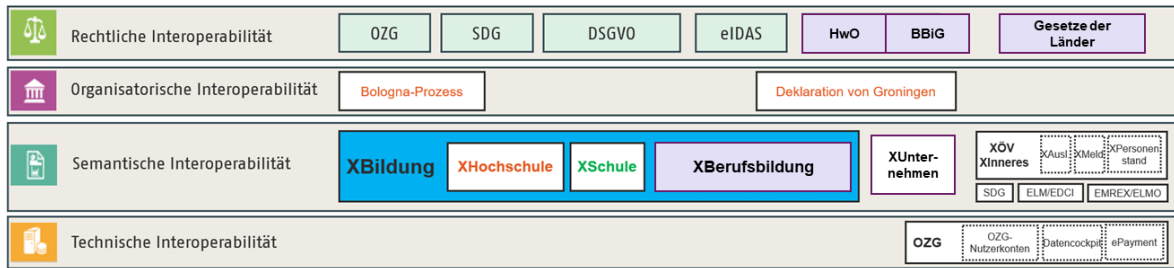 Rechtliche Interoperabilität
OZG
SDG
DSGVO
eIDAS
HwO
BBiG
Gesetze der
Länder
Organisatorische Interoperabilität
Bologna-Prozess
Deklaration von Groningen
Semantische Interoperabilität
XBildung
XHochschule
XSchule
XBerufsbildung
XUnter-
nehmen
XÖV
XInneres
XAusl
XMeld
XPersonen
stand
SDG
ELM/EDCI
EMREX/ELMO
Technische Interoperabilität
OZG
OZG-
Nutzerkonten
Datencockpit
ePayment